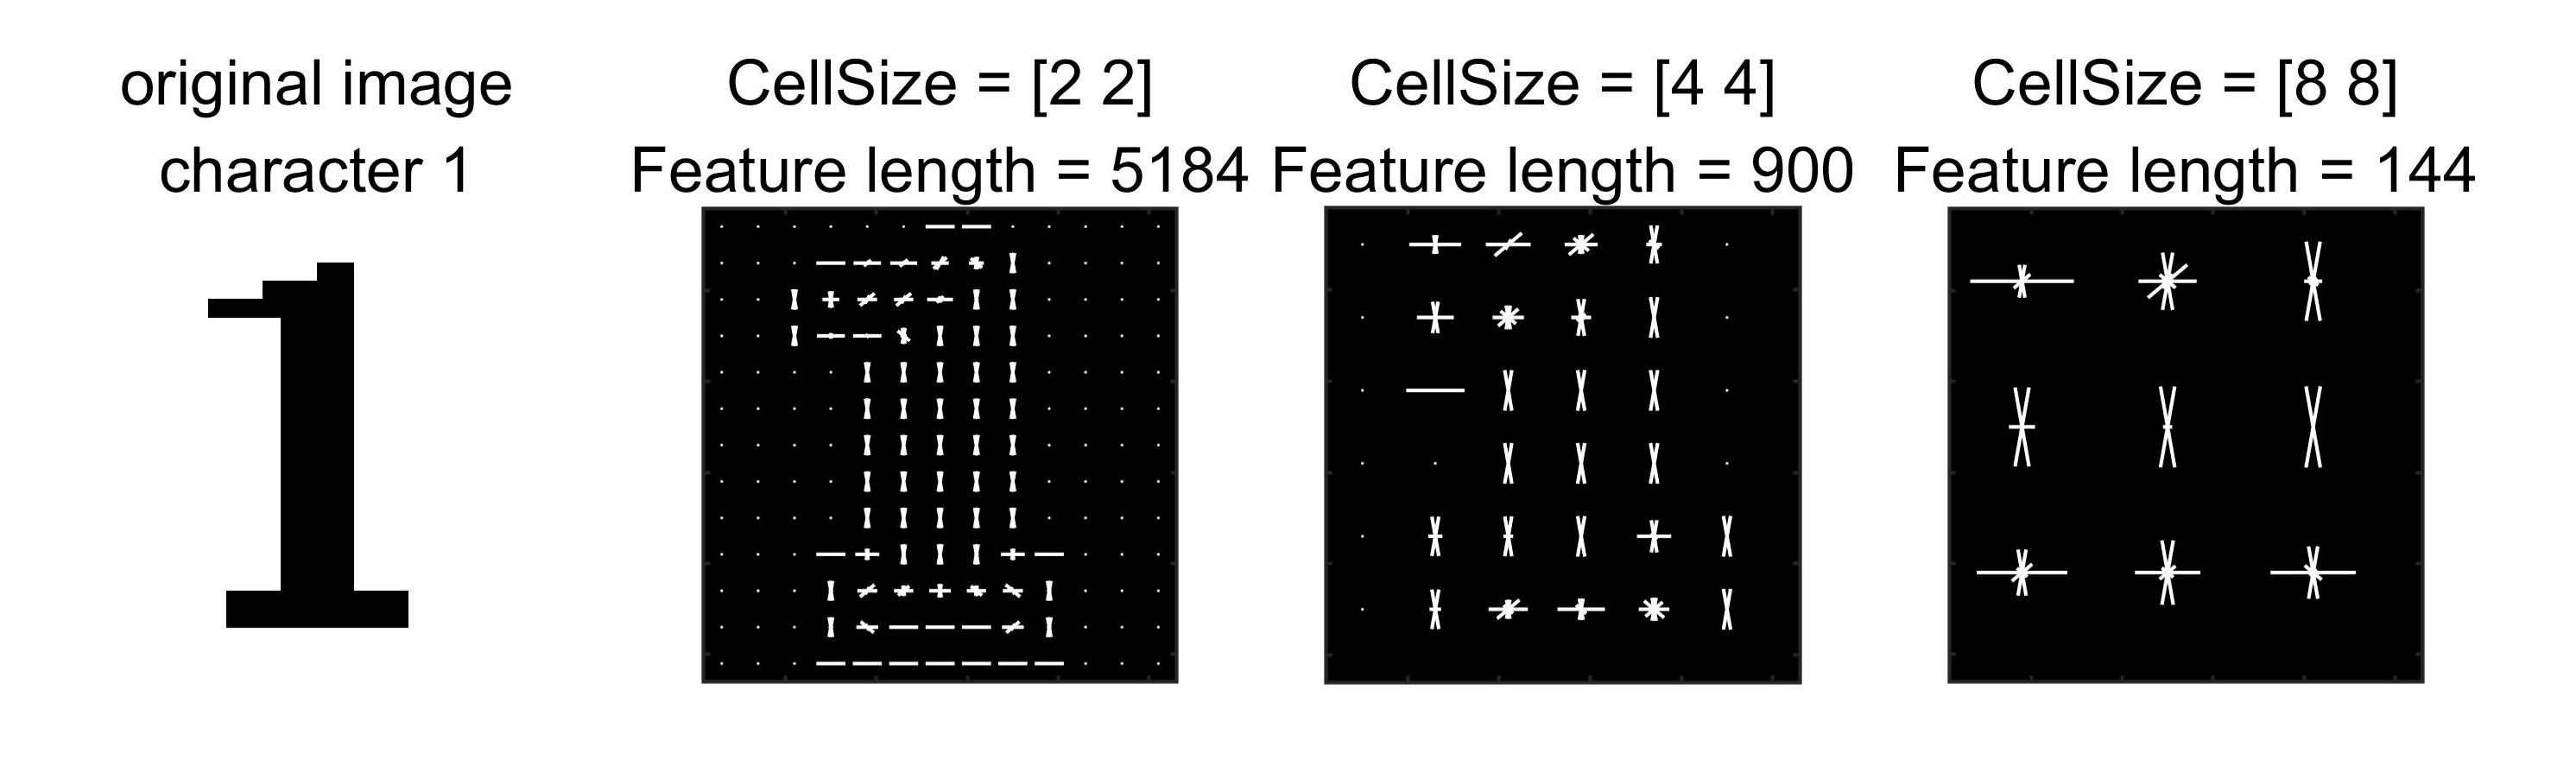 original image
character 1
CellSize = [2 2]
Feature length = 5184
CellSize = [4 4]
Feature length = 900
CellSize = [8 8]
Feature length = 144
1